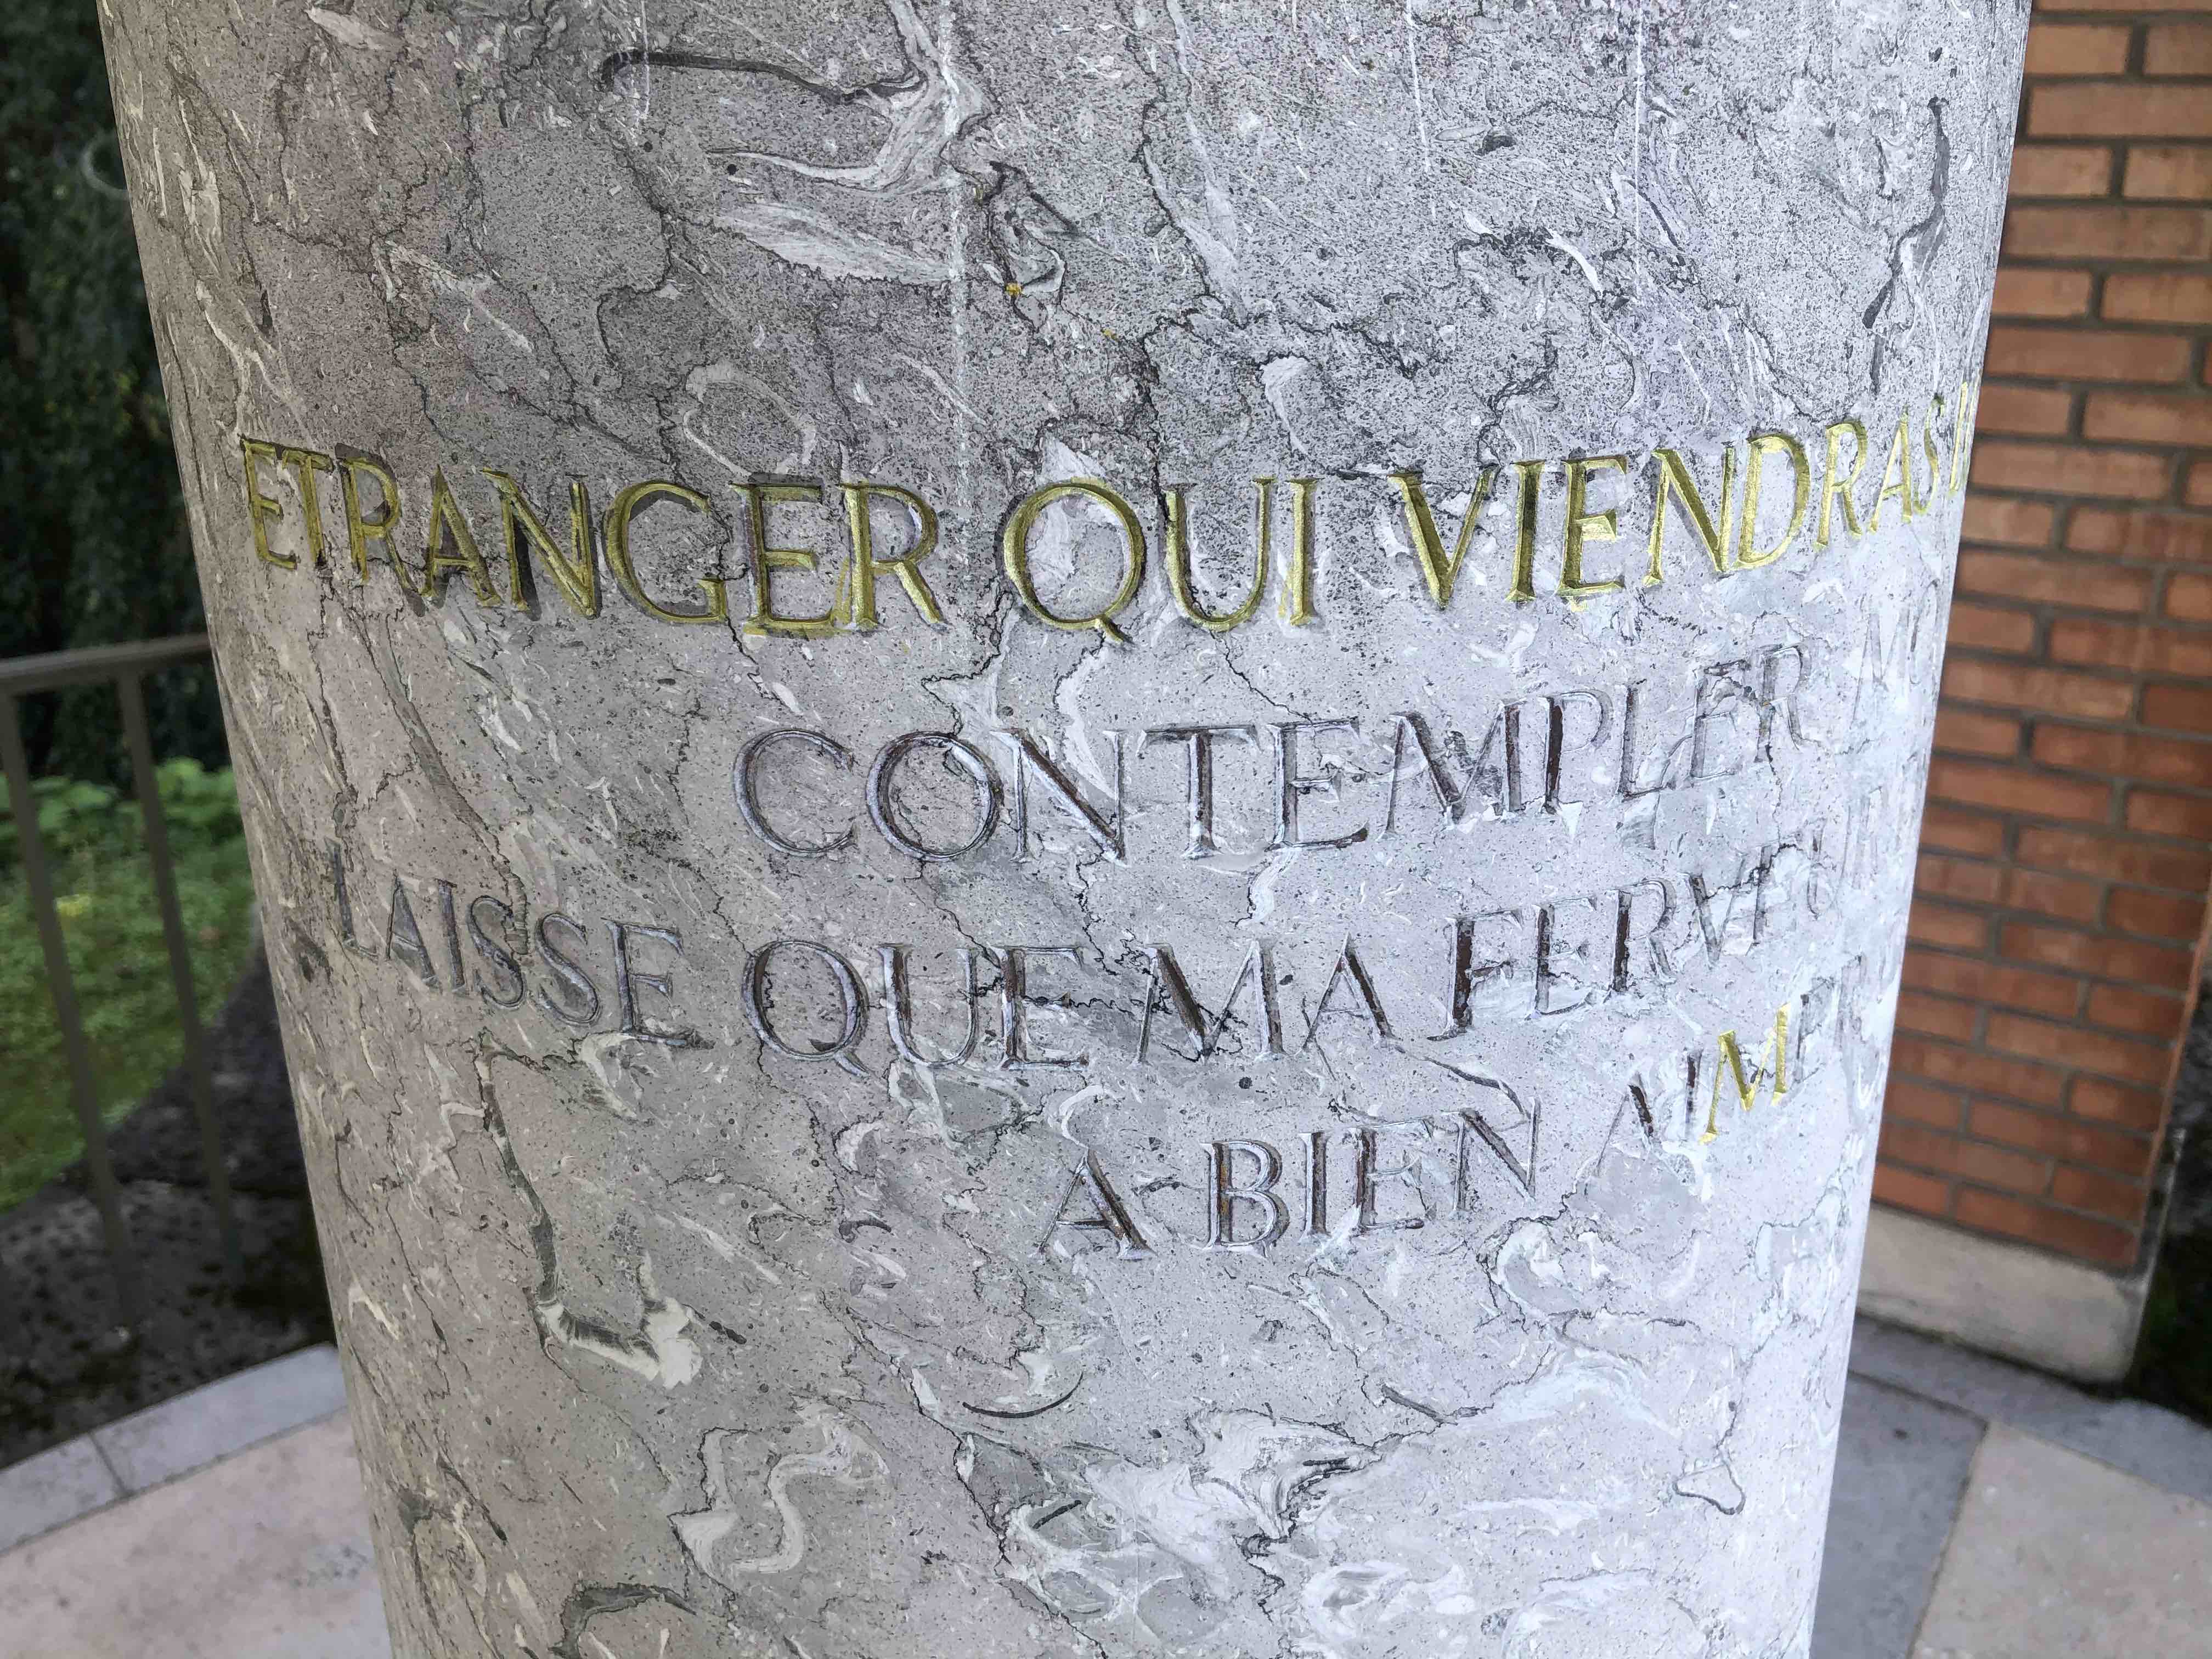 ETRANGER QUI VIENDRAS
CONTEMPLER
LAISSE QUE MA
A BIEN